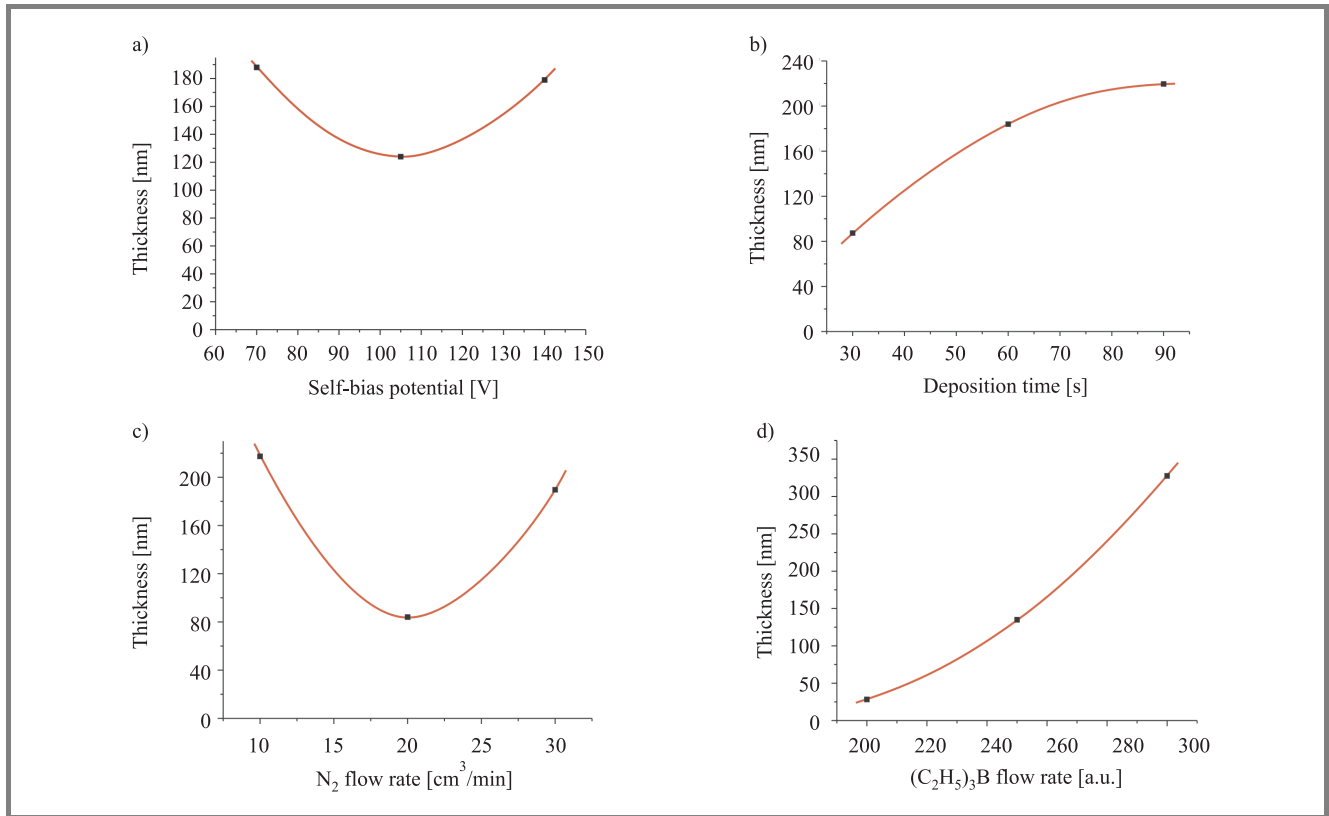 a)
Thickness [nm]
180
160
140
120
100
80
60
40
20
0
60 70 80 90 100 110 120 130 140 150
Self-bias potential [V]
b)
Thickness [nm]
240
200
160
120
80
40
0
30 40 50 60 70 80 90
Deposition time [s]
c)
Thickness [nm]
200
160
120
80
40
0
10 15 20 25 30
N₂ flow rate [cm³/min]
d)
Thickness [nm]
350
300
250
200
150
100
50
0
200 220 240 260 280 300
(C₂H₅)₃B flow rate [a.u.]